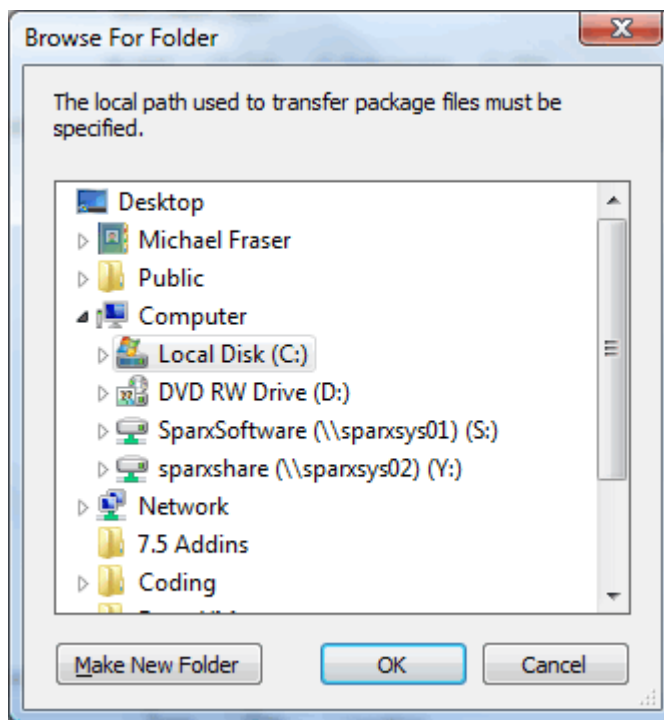 Browse For Folder
The local path used to transfer package files must be
specified.
Desktop
Michael Fraser
Public
Computer
Local Disk (C:)
DVD RW Drive (D:)
SparxSoftware (\\sparxsys01) (S:)
sparxshare (\\sparxsys02) (Y:)
Network
7.5 Addins
Coding
Make New Folder
OK
Cancel